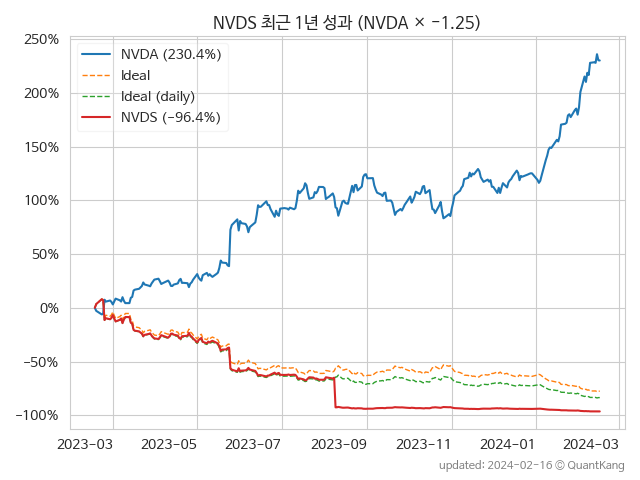 NVDS 최근 1년 성과 (NVDA × −1.25)
250%
200%
150%
100%
50%
0%
−50%
−100%
NVDA (230.4%)
Ideal
Ideal (daily)
NVDS (−96.4%)
2023-03
2023-05
2023-07
2023-09
2023-11
2024-01
2024-03
updated: 2024-02-16 © QuantKang